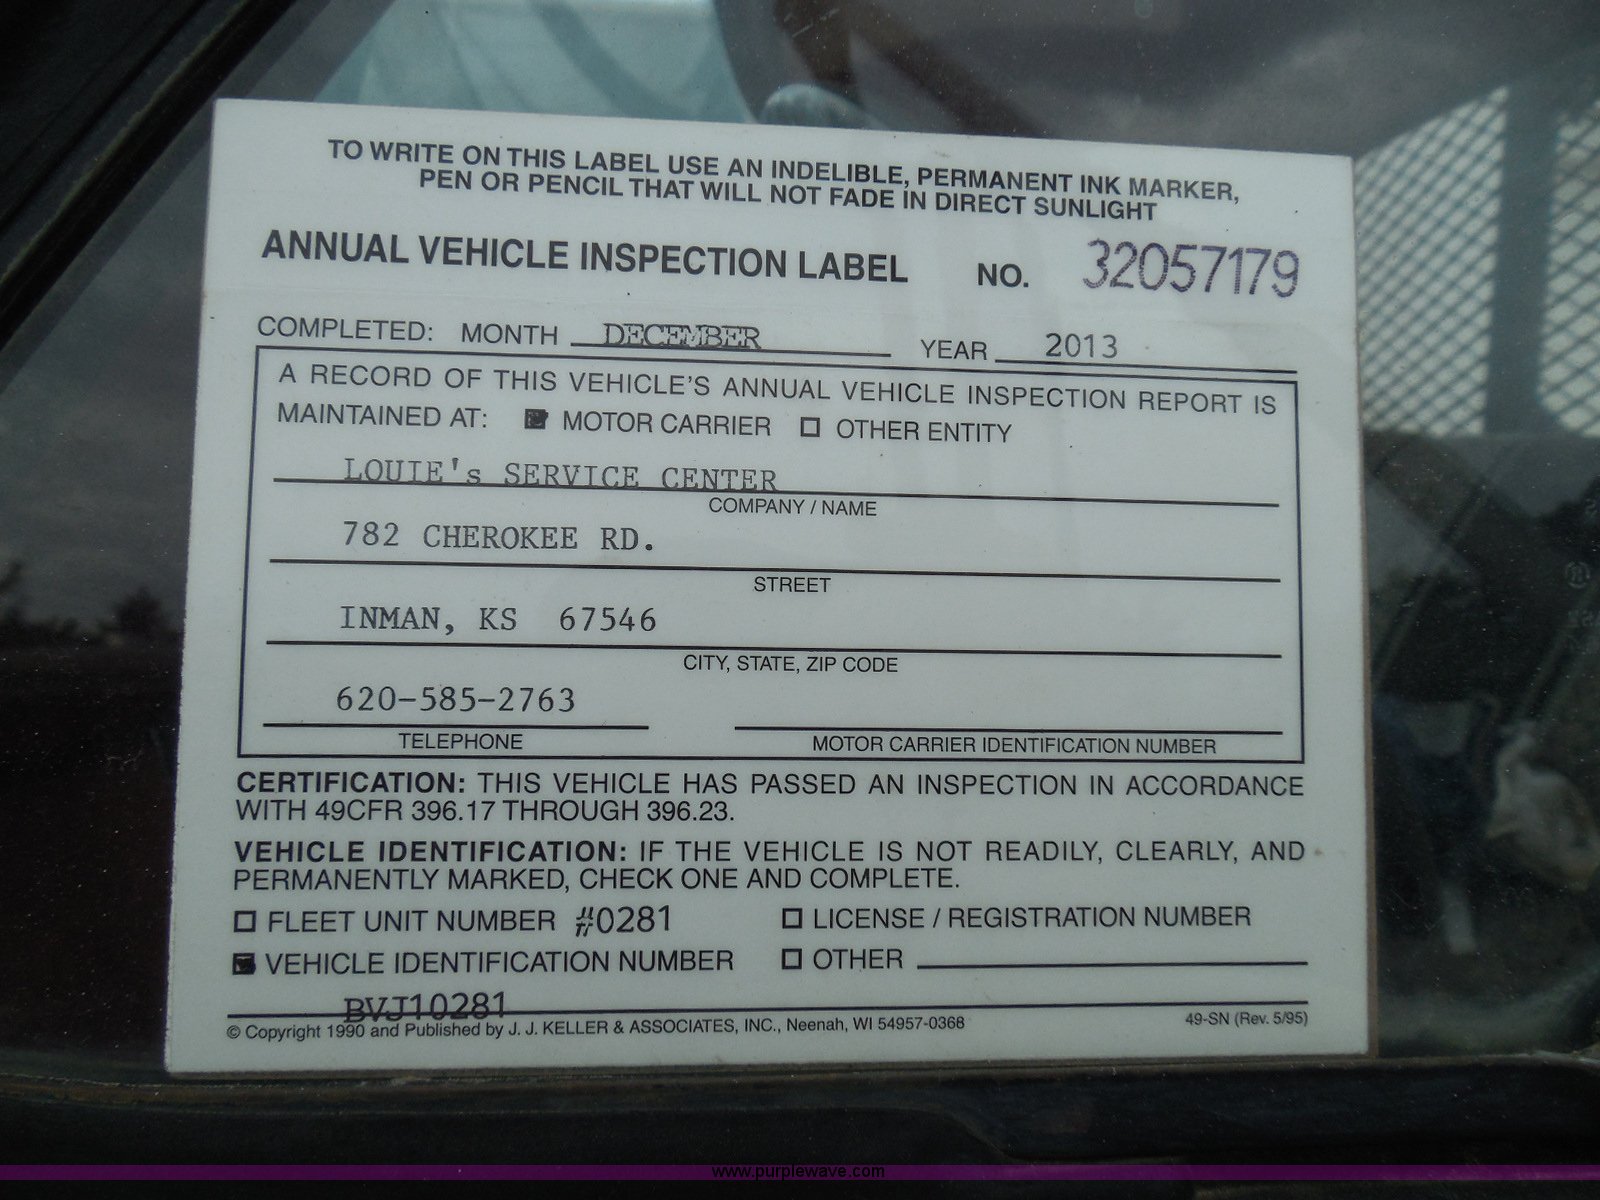 TO WRITE ON THIS LABEL USE AN INDELIBLE, PERMANENT INK MARKER,
PEN OR PENCIL THAT WILL NOT FADE IN DIRECT SUNLIGHT
ANNUAL VEHICLE INSPECTION LABEL NO. 32057179
COMPLETED: MONTH DECEMBER YEAR 2013
A RECORD OF THIS VEHICLE'S ANNUAL VEHICLE INSPECTION REPORT IS
MAINTAINED AT: MOTOR CARRIER OTHER ENTITY
LOUIE's SERVICE CENTER
COMPANY / NAME
782 CHEROKEE RD.
STREET
INMAN, KS 67546
CITY, STATE, ZIP CODE
620-585-2763
TELEPHONE MOTOR CARRIER IDENTIFICATION NUMBER
CERTIFICATION: THIS VEHICLE HAS PASSED AN INSPECTION IN ACCORDANCE
WITH 49CFR 396.17 THROUGH 396.23.
VEHICLE IDENTIFICATION: IF THE VEHICLE IS NOT READILY, CLEARLY, AND
PERMANENTLY MARKED, CHECK ONE AND COMPLETE.
FLEET UNIT NUMBER #0281 LICENSE / REGISTRATION NUMBER
VEHICLE IDENTIFICATION NUMBER OTHER
BVJ10281
© Copyright 1990 and Published by J. J. KELLER & ASSOCIATES, INC., Neenah, WI 54957-0368 49-SN (Rev. 5/95)
www.purplewave.com